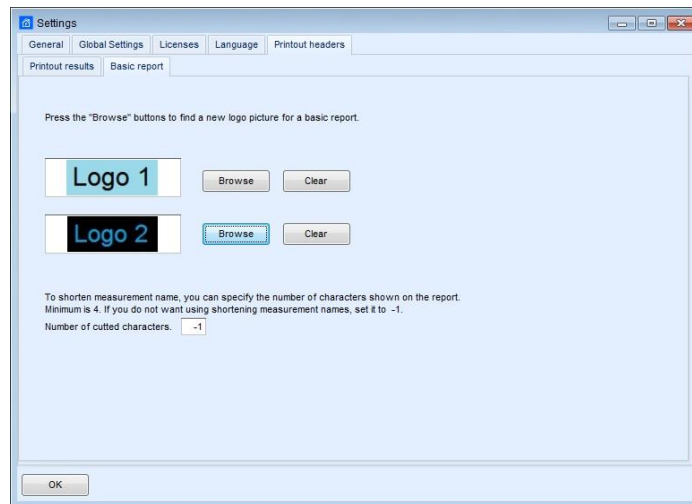 Settings
General Global Settings Licenses Language Printout headers
Printout results Basic report
Press the "Browse" buttons to find a new logo picture for a basic report.
Logo 1 Browse Clear
Logo 2 Browse Clear
To shorten measurement name, you can specify the number of characters shown on the report.
Minimum is 4. If you do not want using shortening measurement names, set it to -1.
Number of cutted characters. -1
OK